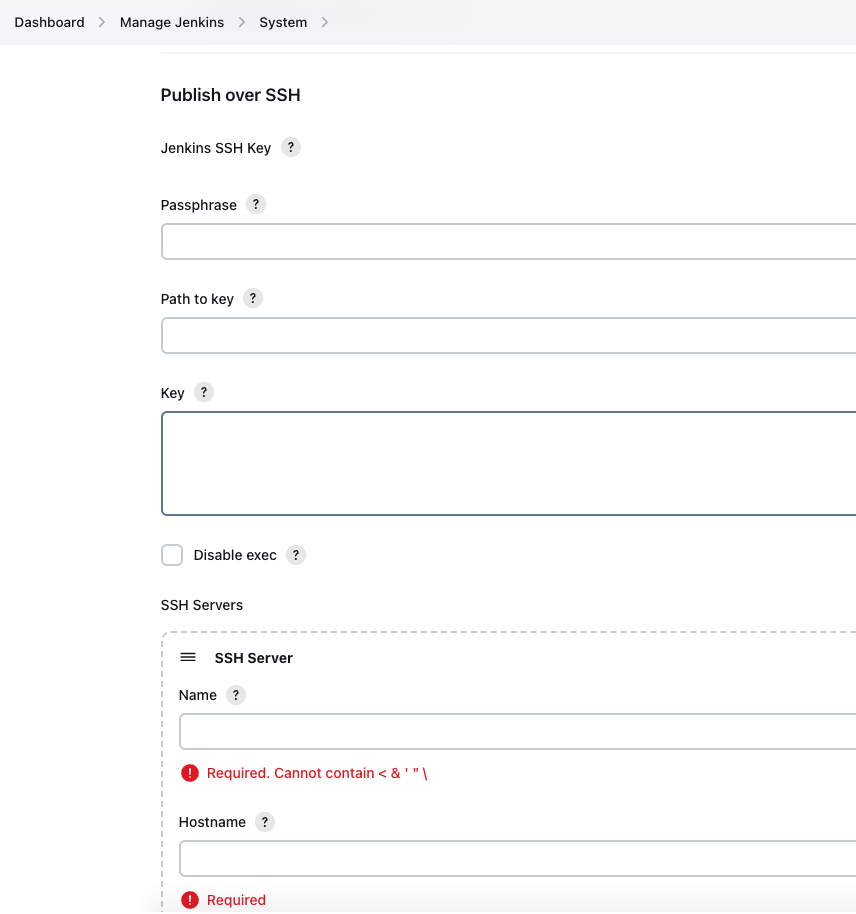 Dashboard > Manage Jenkins > System >
Publish over SSH
Jenkins SSH Key ?
Passphrase ?
Path to key ?
Key ?
Disable exec ?
SSH Servers
SSH Server
Name ?
! Required. Cannot contain < & ' " \
Hostname ?
! Required